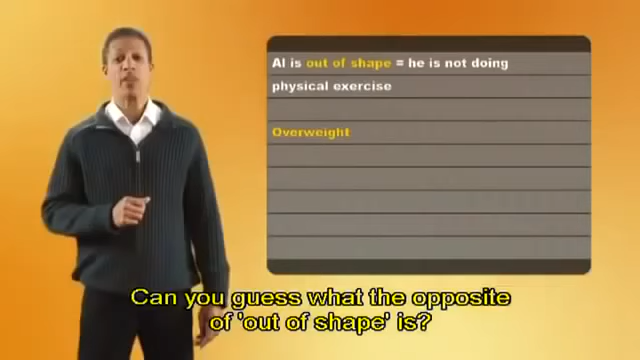 Al is out of shape = he is not doing
physical exercise
Overweight
Can you guess what the opposite
of 'out of shape' is?